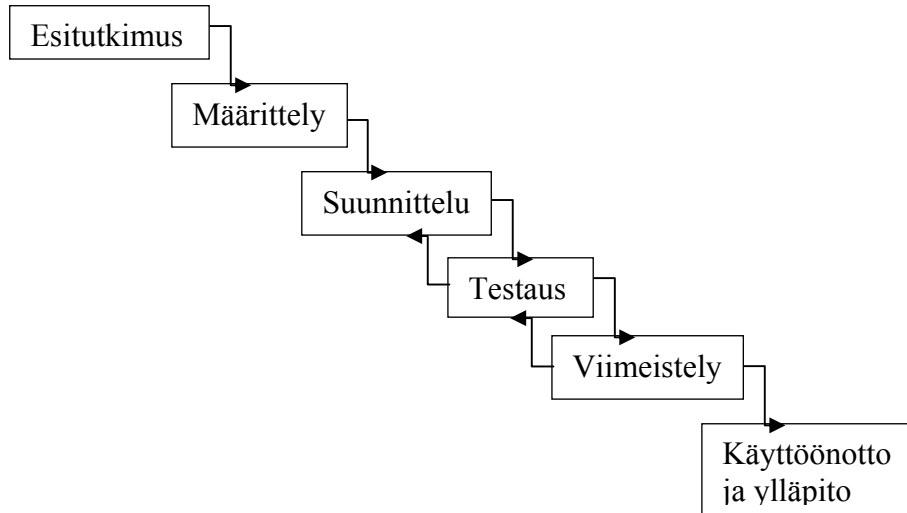 Esitutkimus
Määrittely
Suunnittelu
Testaus
Viimeistely
Käyttöönotto
ja ylläpito